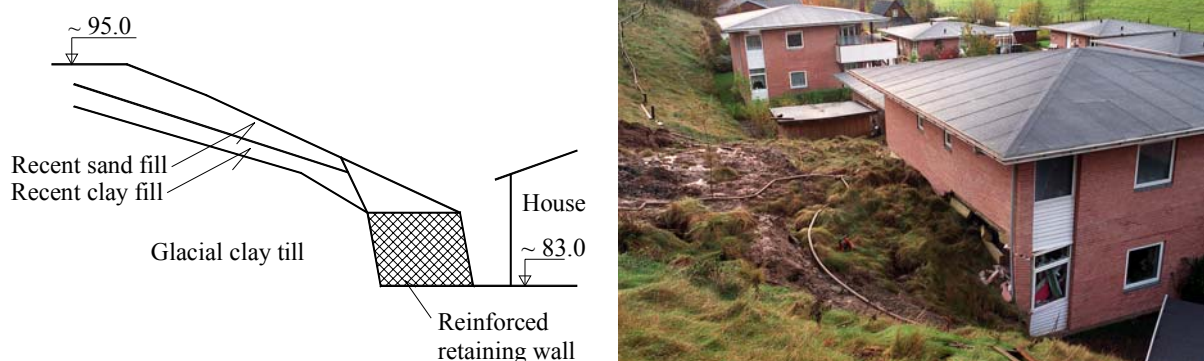 ~ 95.0
Recent sand fill
Recent clay fill
House
Glacial clay till
~ 83.0
Reinforced
retaining wall